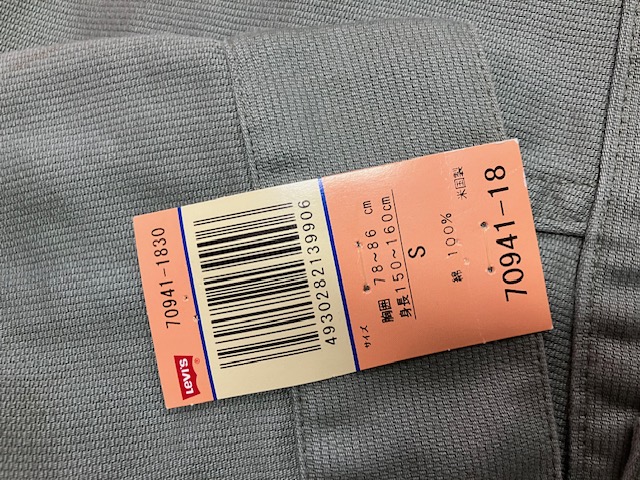 LEVI'S®
70941-1830
4930282139906
サイズ
胸囲 78~86 cm
身長 150~160cm
S
綿 100%
米国製
70941-18